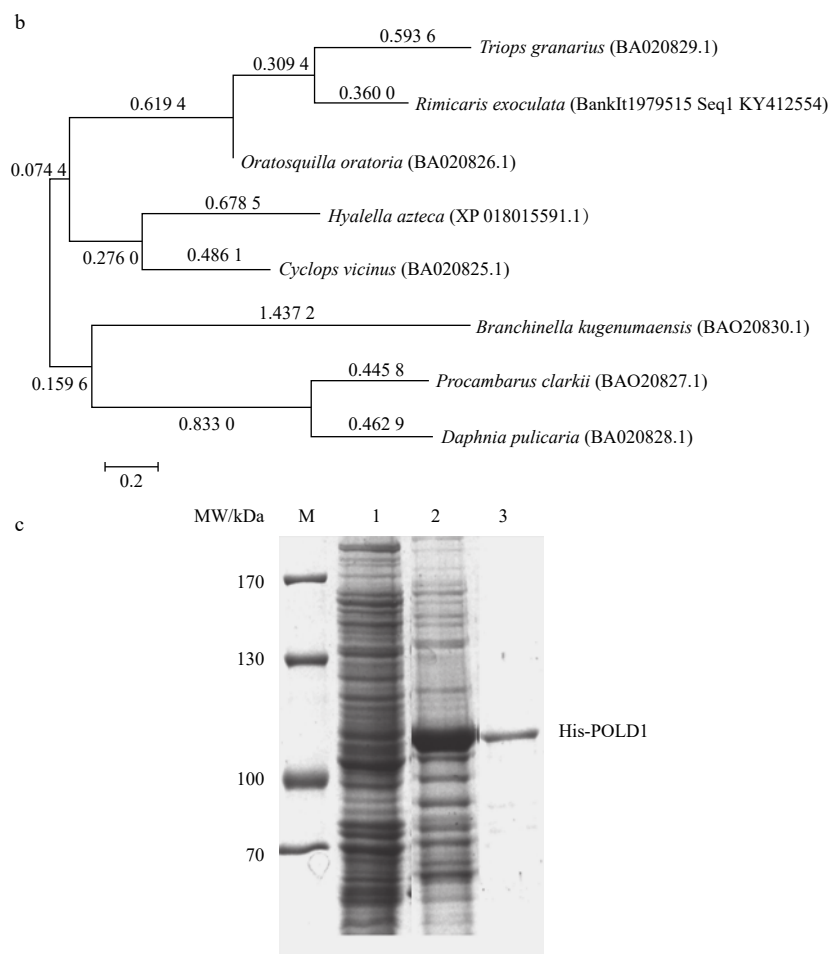 b
0.593 6
Triops granarius (BA020829.1)
0.309 4
0.360 0
Rimicaris exoculata (BankIt1979515 Seq1 KY412554)
0.619 4
Oratosquilla oratoria (BA020826.1)
0.074 4
0.678 5
Hyalella azteca (XP 018015591.1)
0.276 0
0.486 1
Cyclops vicinus (BA020825.1)
1.437 2
Branchinella kugenumaensis (BAO20830.1)
0.159 6
0.445 8
Procambarus clarkii (BAO20827.1)
0.833 0
0.462 9
Daphnia pulicaria (BA020828.1)
0.2
c
MW/kDa M 1 2 3
170
130
His-POLD1
100
70